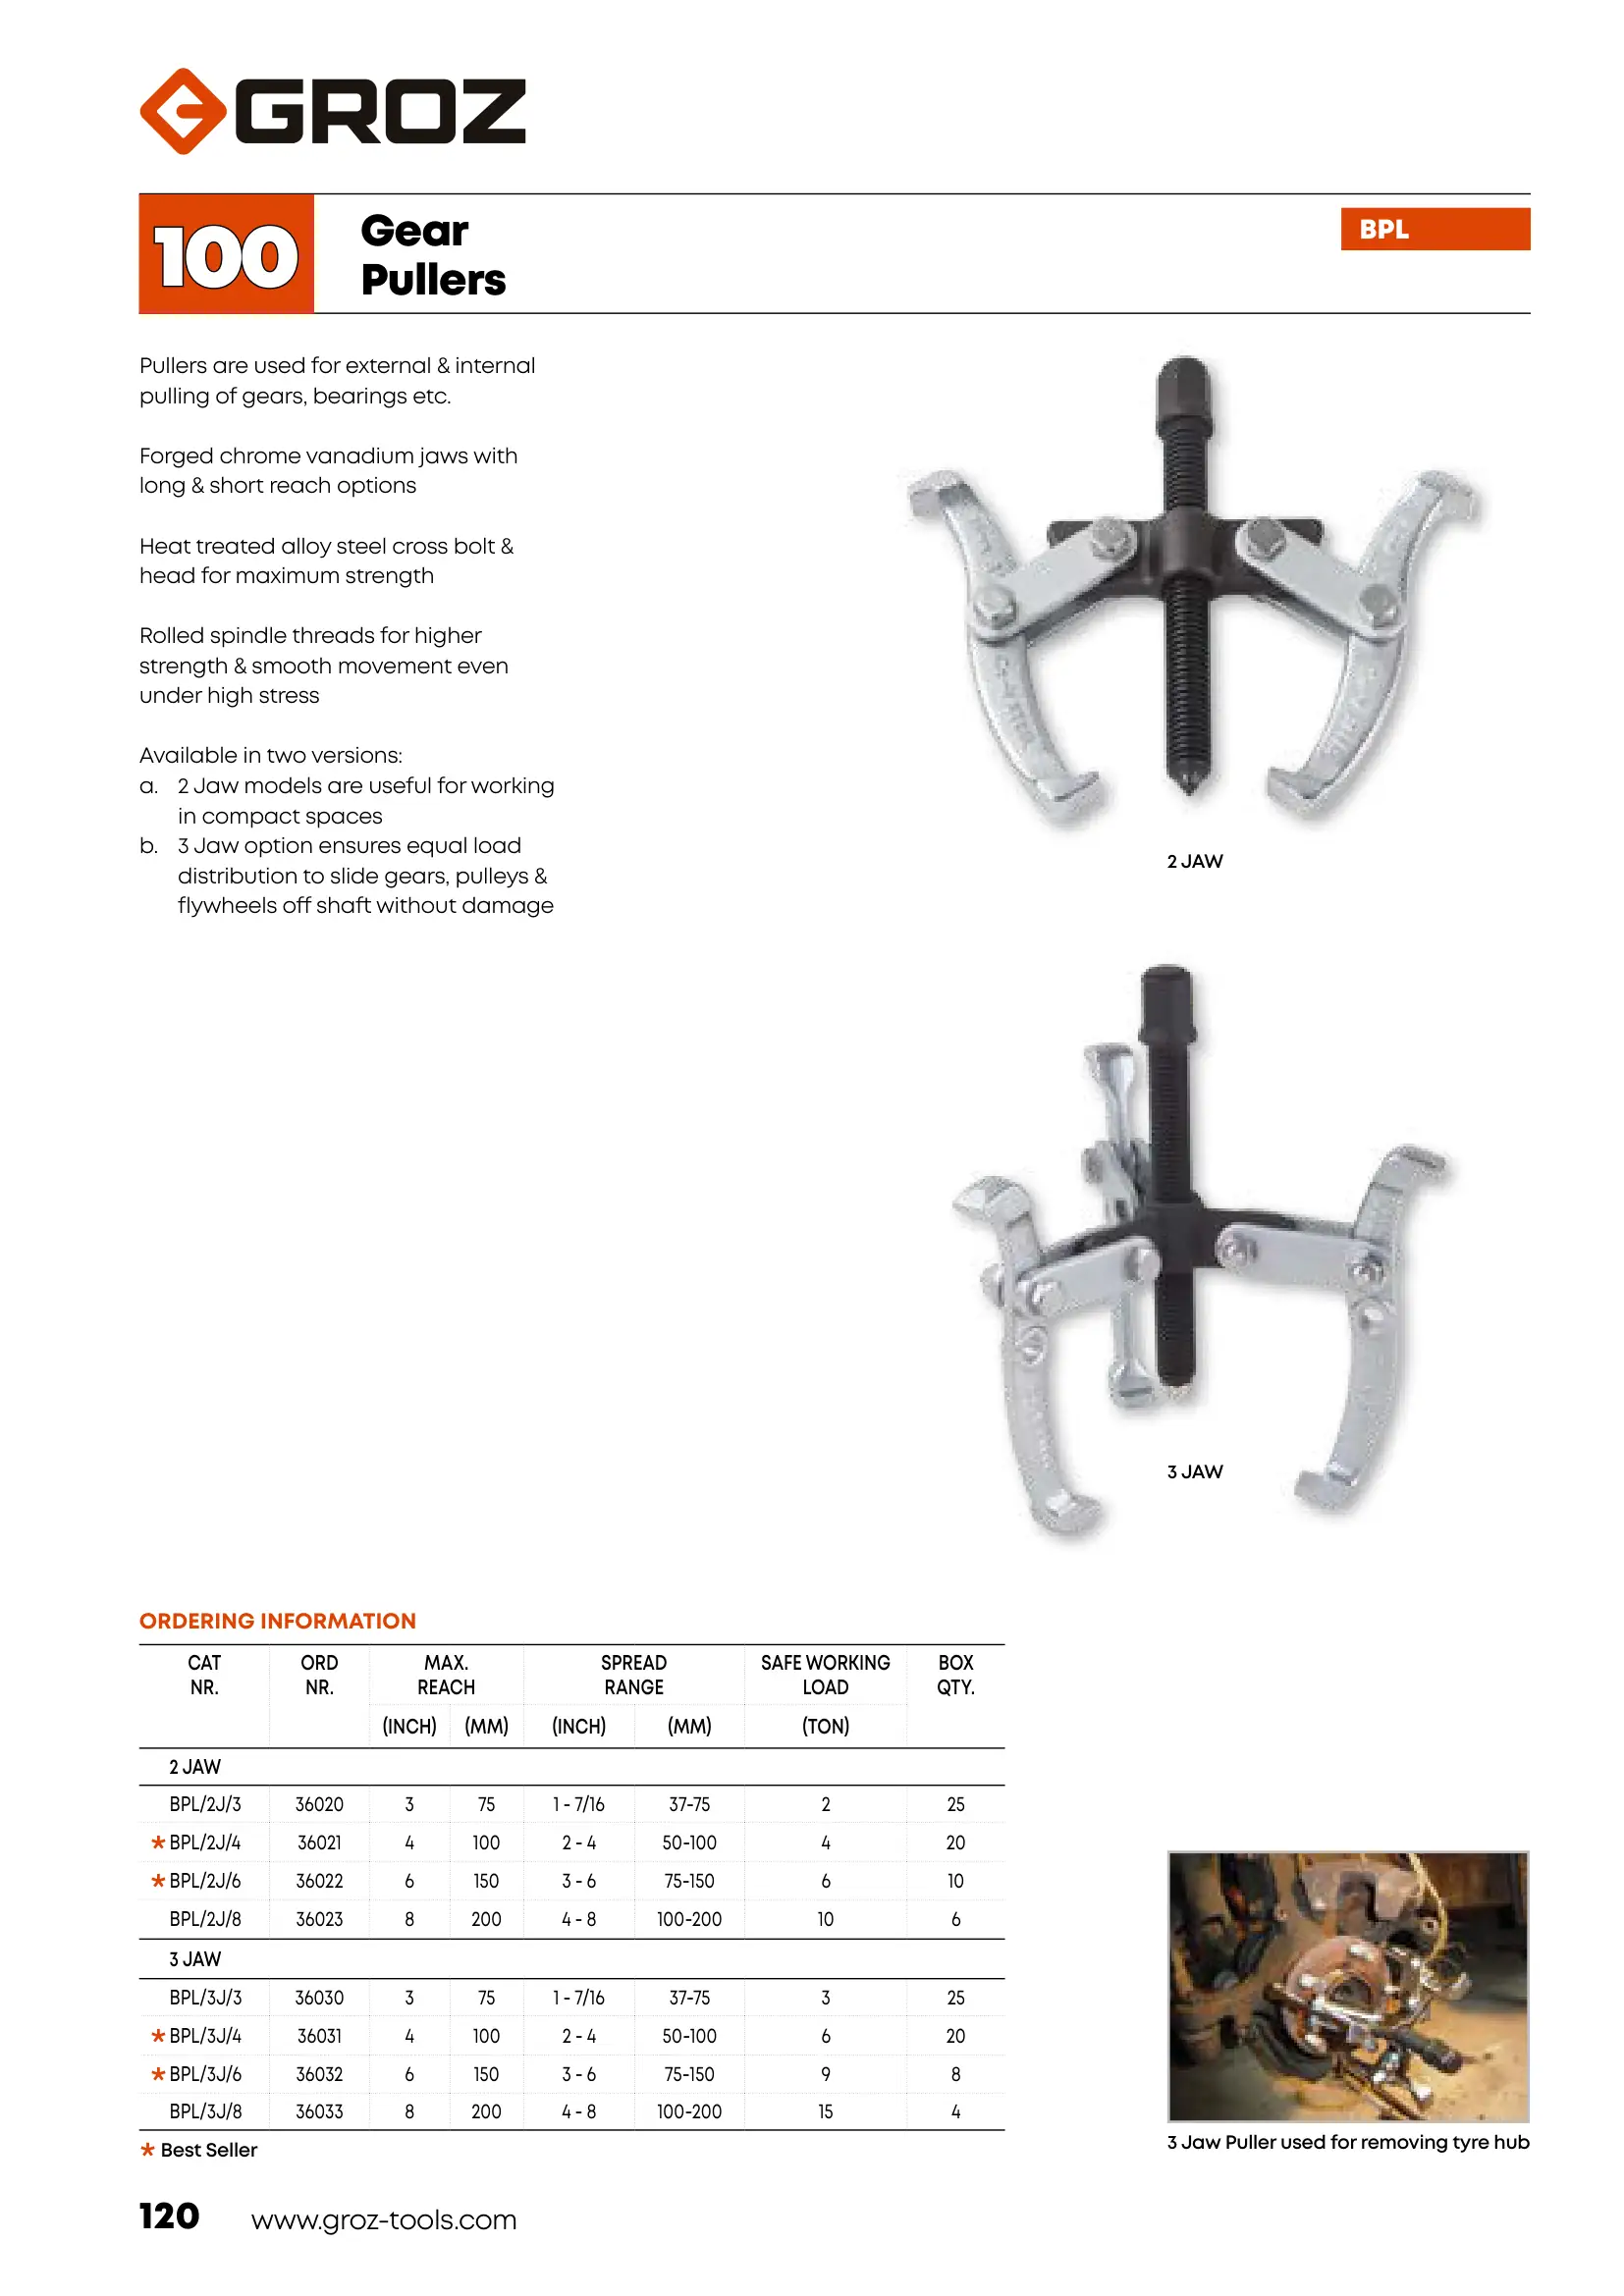 GROZ
100
Gear
Pullers
BPL
Pullers are used for external & internal
pulling of gears, bearings etc.
Forged chrome vanadium jaws with
long & short reach options
Heat treated alloy steel cross bolt &
head for maximum strength
Rolled spindle threads for higher
strength & smooth movement even
under high stress
Available in two versions:
a. 2 Jaw models are useful for working
in compact spaces
b. 3 Jaw option ensures equal load
distribution to slide gears, pulleys &
flywheels off shaft without damage
2 JAW
3 JAW
ORDERING INFORMATION
CAT NR. ORD NR. MAX. REACH SPREAD RANGE SAFE WORKING LOAD BOX QTY.
(INCH) (MM) (INCH) (MM) (TON)
2 JAW
BPL/2J/3 36020 3 75 1 - 7/16 37-75 2 25
* BPL/2J/4 36021 4 100 2 - 4 50-100 4 20
* BPL/2J/6 36022 6 150 3 - 6 75-150 6 10
BPL/2J/8 36023 8 200 4 - 8 100-200 10 6
3 JAW
BPL/3J/3 36030 3 75 1 - 7/16 37-75 3 25
* BPL/3J/4 36031 4 100 2 - 4 50-100 6 20
* BPL/3J/6 36032 6 150 3 - 6 75-150 9 8
BPL/3J/8 36033 8 200 4 - 8 100-200 15 4
* Best Seller
3 Jaw Puller used for removing tyre hub
120 www.groz-tools.com